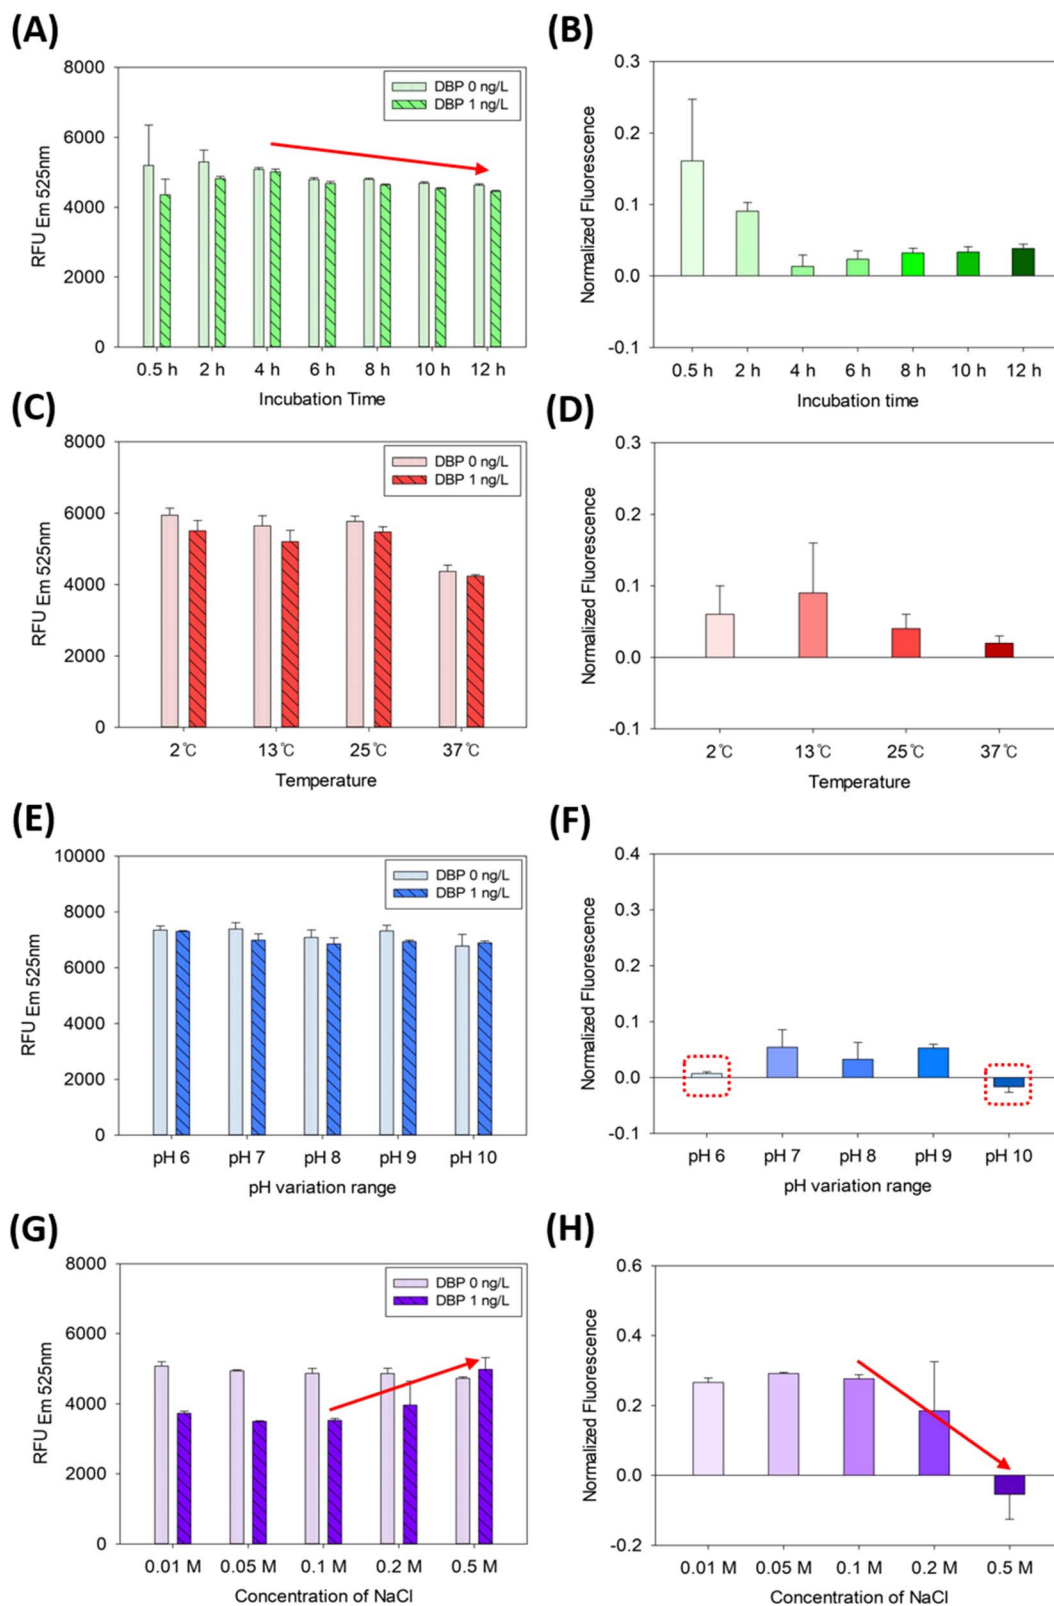 (A)
8000
6000
4000
2000
0
RFU Em 525nm
DBP 0 ng/L
DBP 1 ng/L
0.5 h 2 h 4 h 6 h 8 h 10 h 12 h
Incubation Time
(B)
0.3
0.2
0.1
0.0
-0.1
Normalized Fluorescence
0.5 h 2 h 4 h 6 h 8 h 10 h 12 h
Incubation time
(C)
8000
6000
4000
2000
0
RFU Em 525nm
DBP 0 ng/L
DBP 1 ng/L
2℃ 13℃ 25℃ 37℃
Temperature
(D)
0.3
0.2
0.1
0.0
-0.1
Normalized Fluorescence
2℃ 13℃ 25℃ 37℃
Temperature
(E)
10000
8000
6000
4000
2000
0
RFU Em 525nm
DBP 0 ng/L
DBP 1 ng/L
pH 6 pH 7 pH 8 pH 9 pH 10
pH variation range
(F)
0.4
0.3
0.2
0.1
0.0
-0.1
Normalized Fluorescence
pH 6 pH 7 pH 8 pH 9 pH 10
pH variation range
(G)
8000
6000
4000
2000
0
RFU Em 525nm
DBP 0 ng/L
DBP 1 ng/L
0.01 M 0.05 M 0.1 M 0.2 M 0.5 M
Concentration of NaCl
(H)
0.6
0.4
0.2
0.0
-0.2
Normalized Fluorescence
0.01 M 0.05 M 0.1 M 0.2 M 0.5 M
Concentration of NaCl